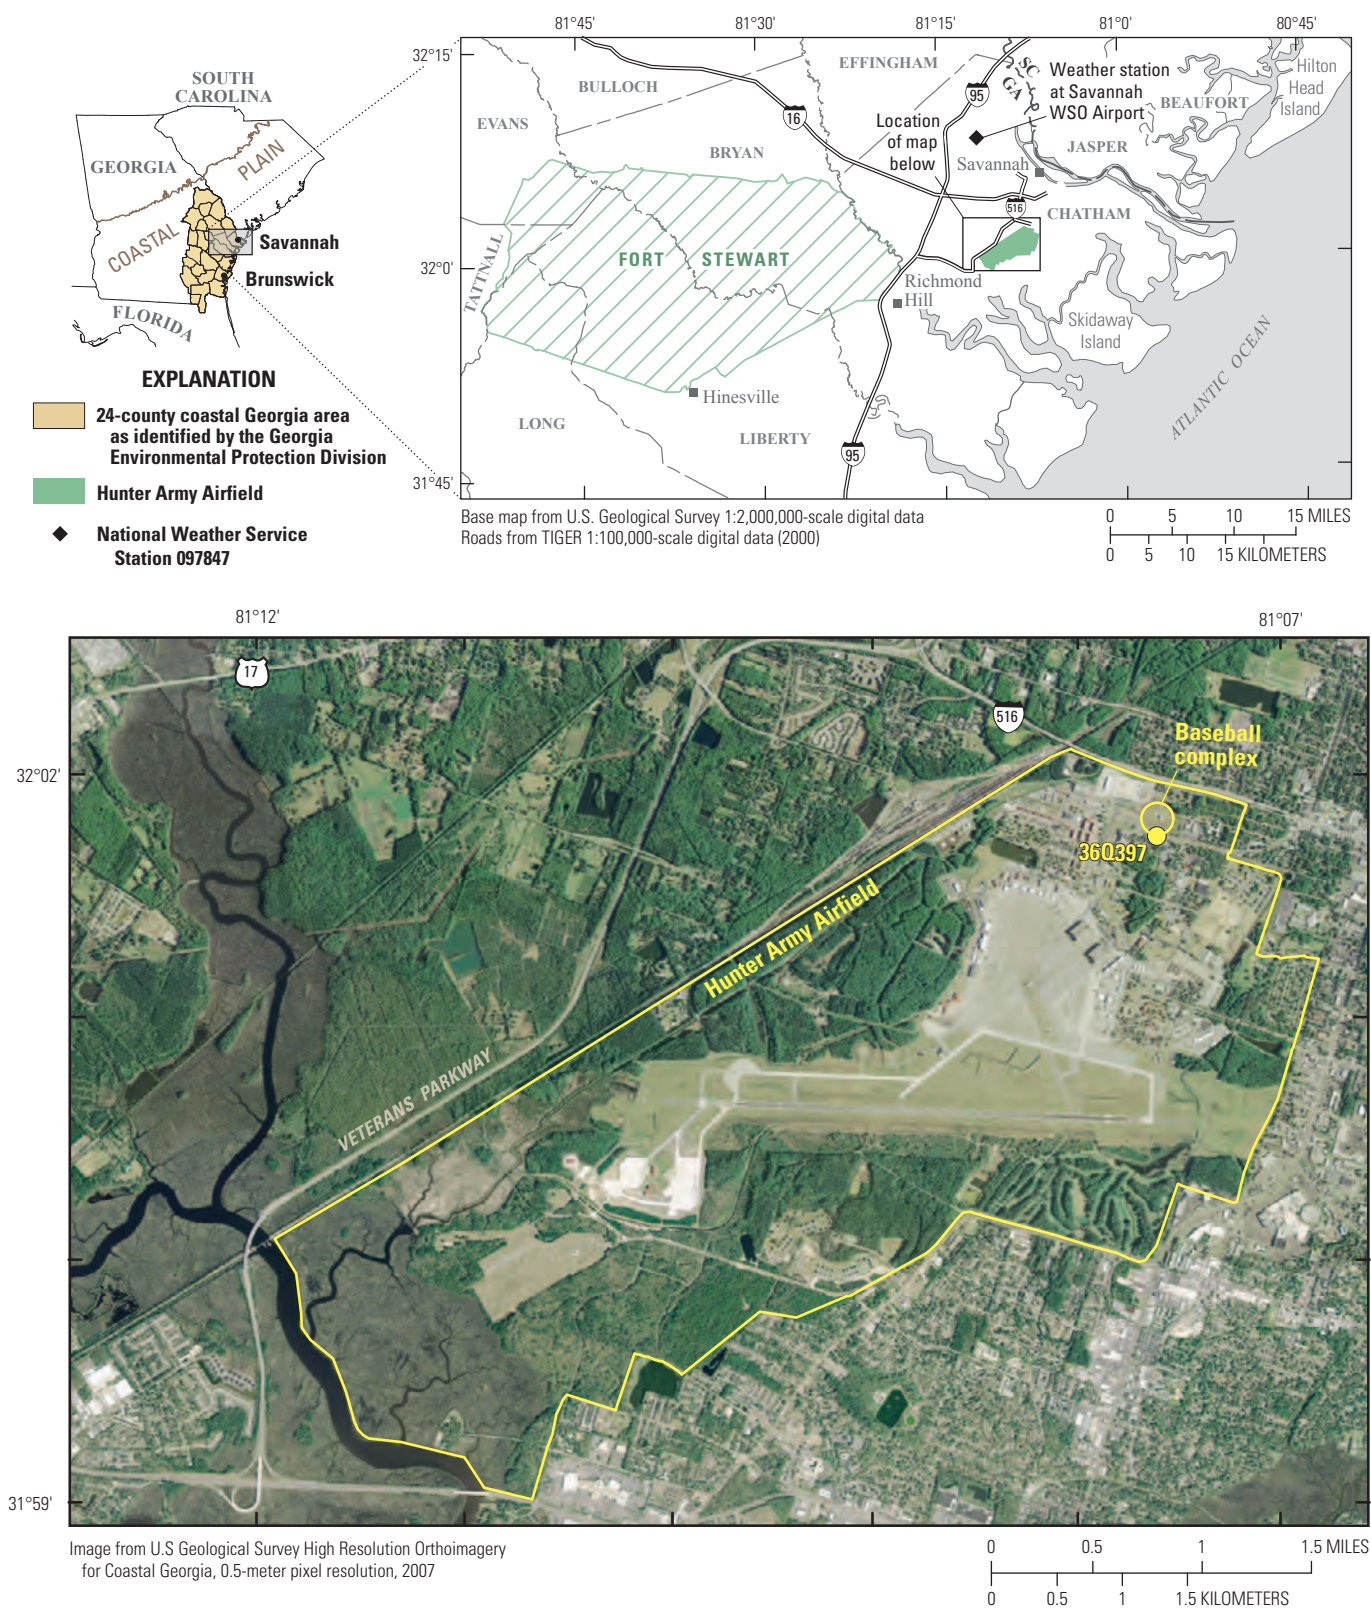 81°45'
81°30'
81°15'
81°0'
80°45'
32°15'
32°0'
31°45'
SOUTH
CAROLINA
GEORGIA
PLAIN
COASTAL
Savannah
Brunswick
FLORIDA
EFFINGHAM
BULLOCH
EVANS
BRYAN
TATTNALL
LONG
LIBERTY
FORT STEWART
16
95
SC
GA
Weather station
at Savannah
WSO Airport
BEAUFORT
Hilton
Head
Island
Location
of map
below
Savannah
JASPER
516
CHATHAM
Richmond
Hill
Skidaway
Island
Hinesville
95
ATLANTIC OCEAN
EXPLANATION
24-county coastal Georgia area
as identified by the Georgia
Environmental Protection Division
Hunter Army Airfield
National Weather Service
Station 097847
Base map from U.S. Geological Survey 1:2,000,000-scale digital data
Roads from TIGER 1:100,000-scale digital data (2000)
0 5 10 15 MILES
0 5 10 15 KILOMETERS
81°12'
81°07'
32°02'
31°59'
17
516
Baseball
complex
36Q397
Hunter Army Airfield
VETERANS PARKWAY
Image from U.S Geological Survey High Resolution Orthoimagery
for Coastal Georgia, 0.5-meter pixel resolution, 2007
0 0.5 1 1.5 MILES
0 0.5 1 1.5 KILOMETERS